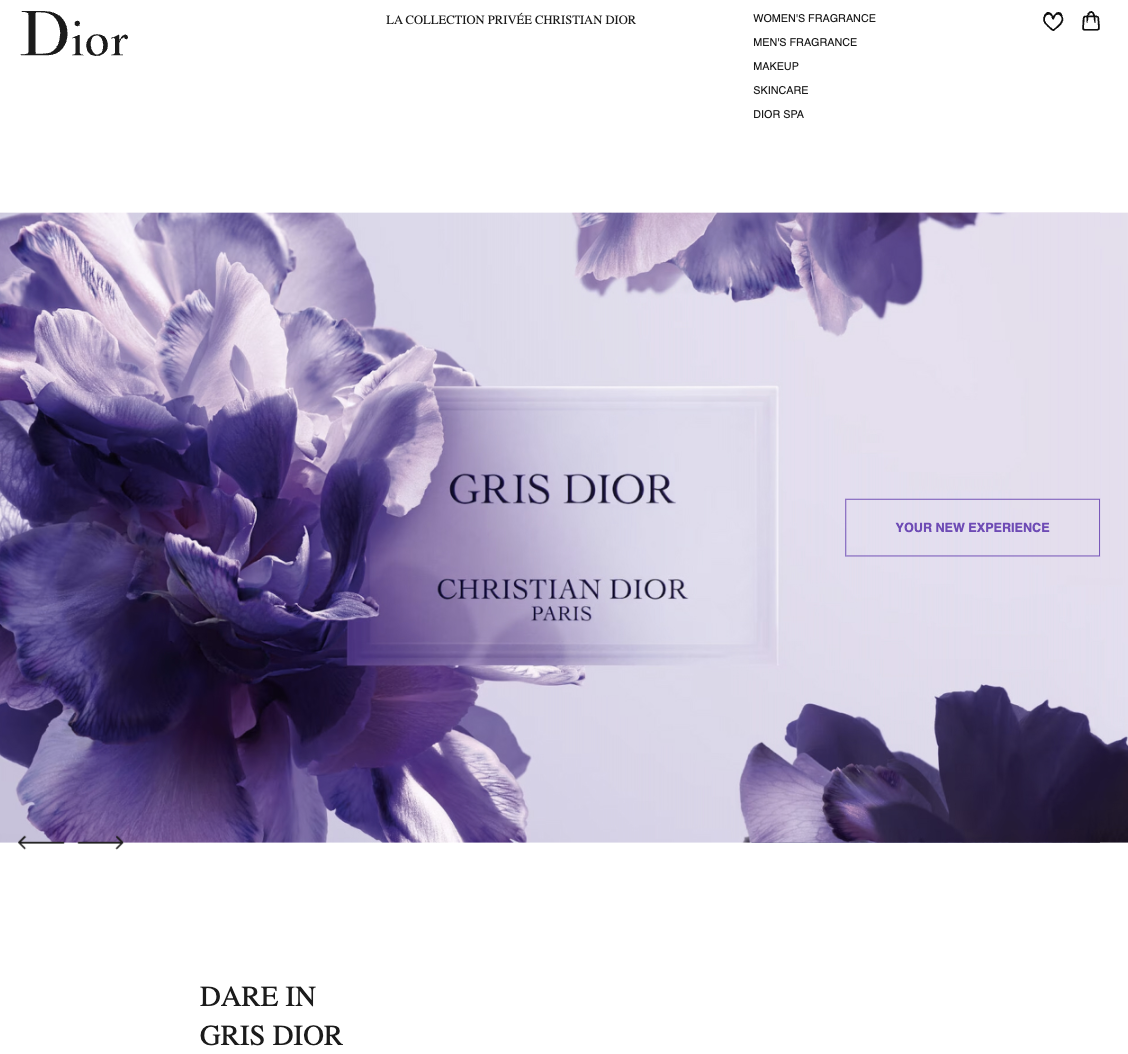 Dior
LA COLLECTION PRIVÉE CHRISTIAN DIOR
WOMEN'S FRAGRANCE
MEN'S FRAGRANCE
MAKEUP
SKINCARE
DIOR SPA
GRIS DIOR
CHRISTIAN DIOR
PARIS
YOUR NEW EXPERIENCE
DARE IN
GRIS DIOR